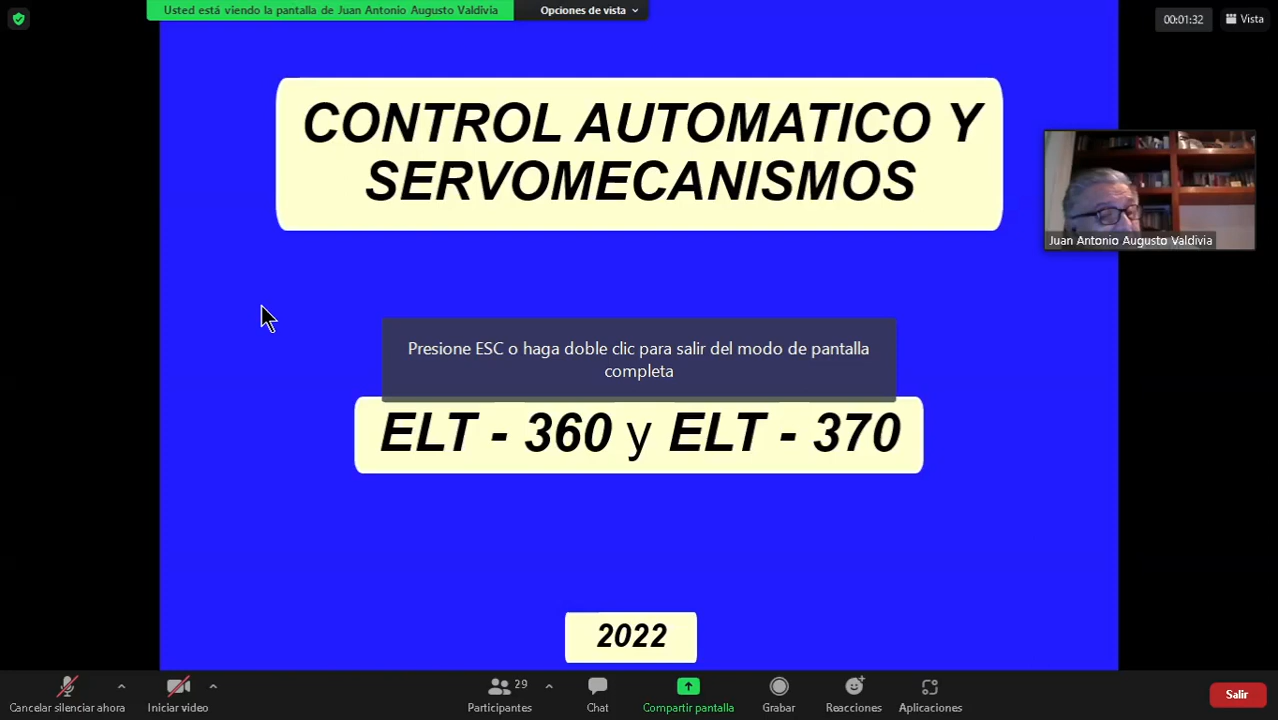 Usted está viendo la pantalla de Juan Antonio Augusto Valdivia
Opciones de vista
00:01:32
Vista
CONTROL AUTOMATICO Y
SERVOMECANISMOS
Juan Antonio Augusto Valdivia
Presione ESC o haga doble clic para salir del modo de pantalla
completa
ELT - 360 y ELT - 370
2022
Cancelar silenciar ahora
Iniciar video
29
Participantes
Chat
Compartir pantalla
Grabar
Reacciones
Aplicaciones
Salir